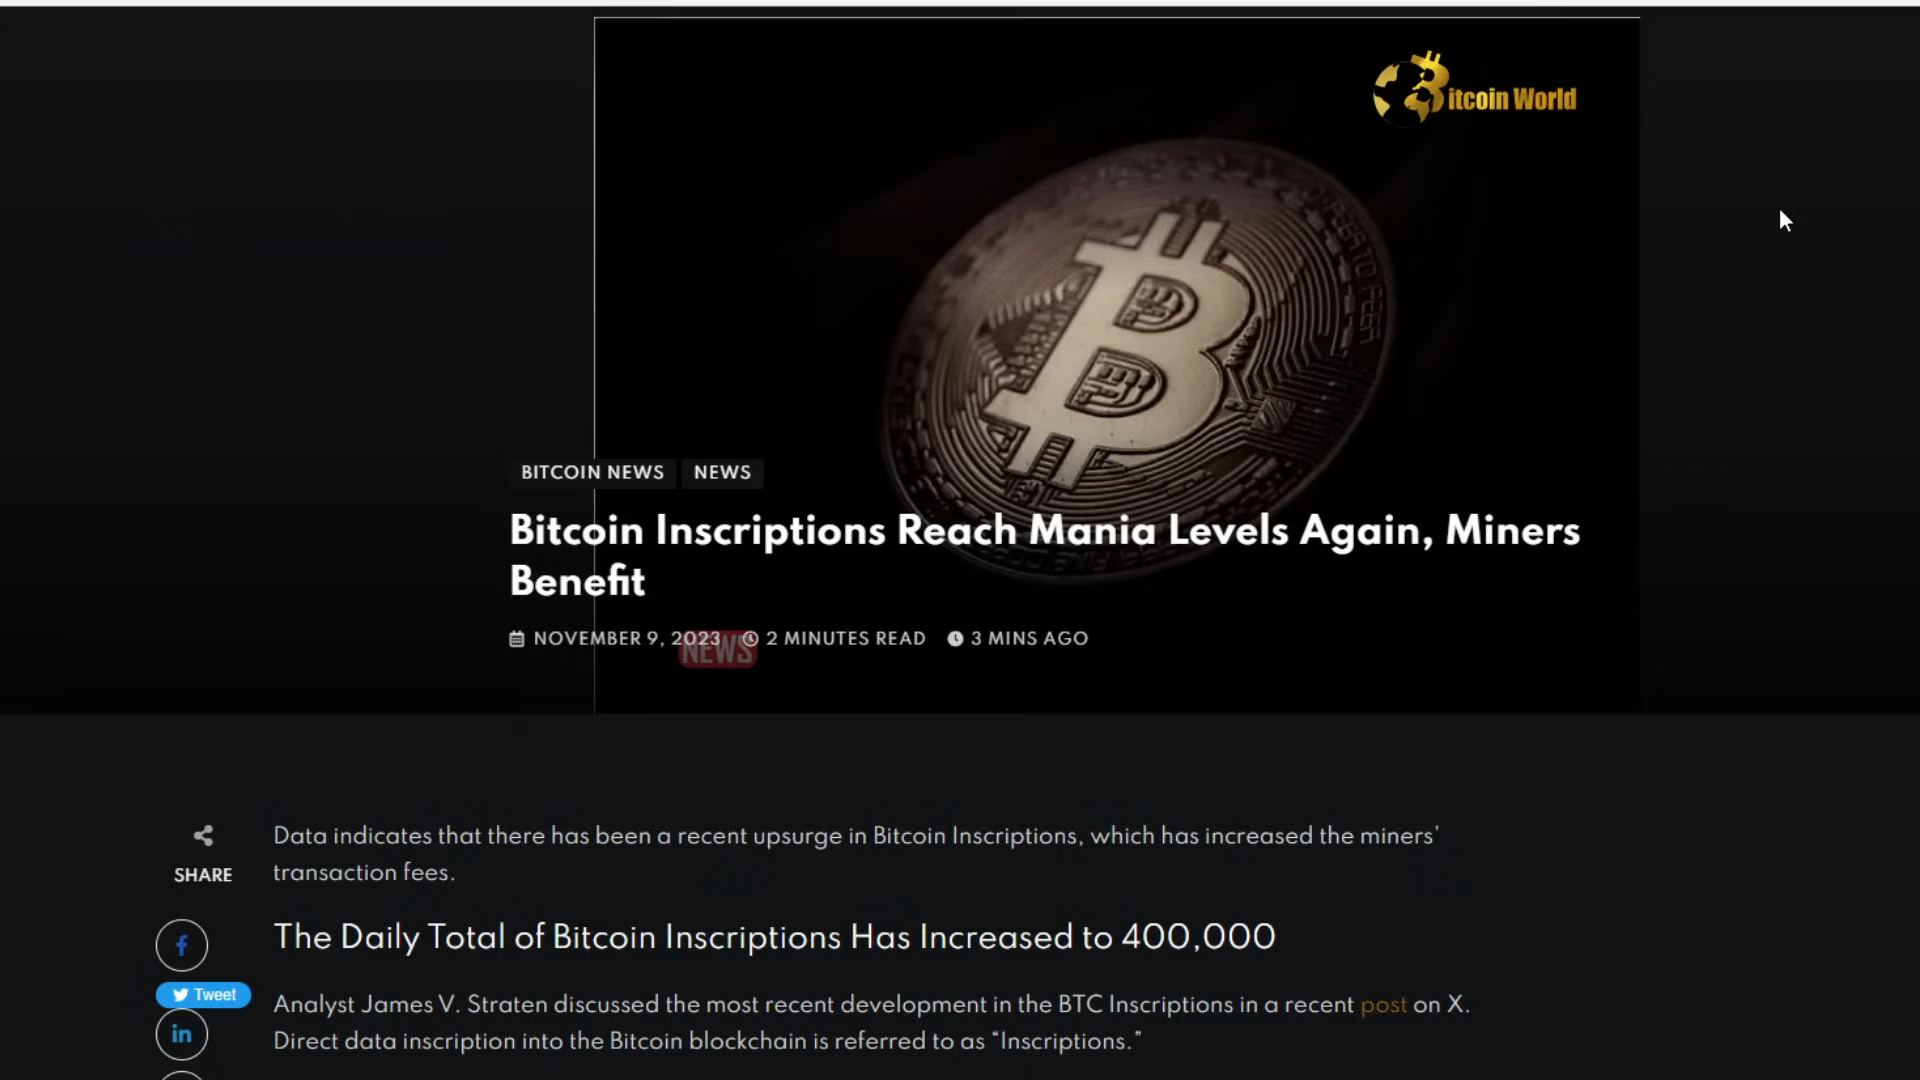 Bitcoin World
BITCOIN NEWS NEWS
Bitcoin Inscriptions Reach Mania Levels Again, Miners
Benefit
NOVEMBER 9, 2023 2 MINUTES READ 3 MINS AGO
NEWS
Data indicates that there has been a recent upsurge in Bitcoin Inscriptions, which has increased the miners’
transaction fees.
SHARE
The Daily Total of Bitcoin Inscriptions Has Increased to 400,000
Tweet
Analyst James V. Straten discussed the most recent development in the BTC Inscriptions in a recent post on X.
in
Direct data inscription into the Bitcoin blockchain is referred to as “Inscriptions.”